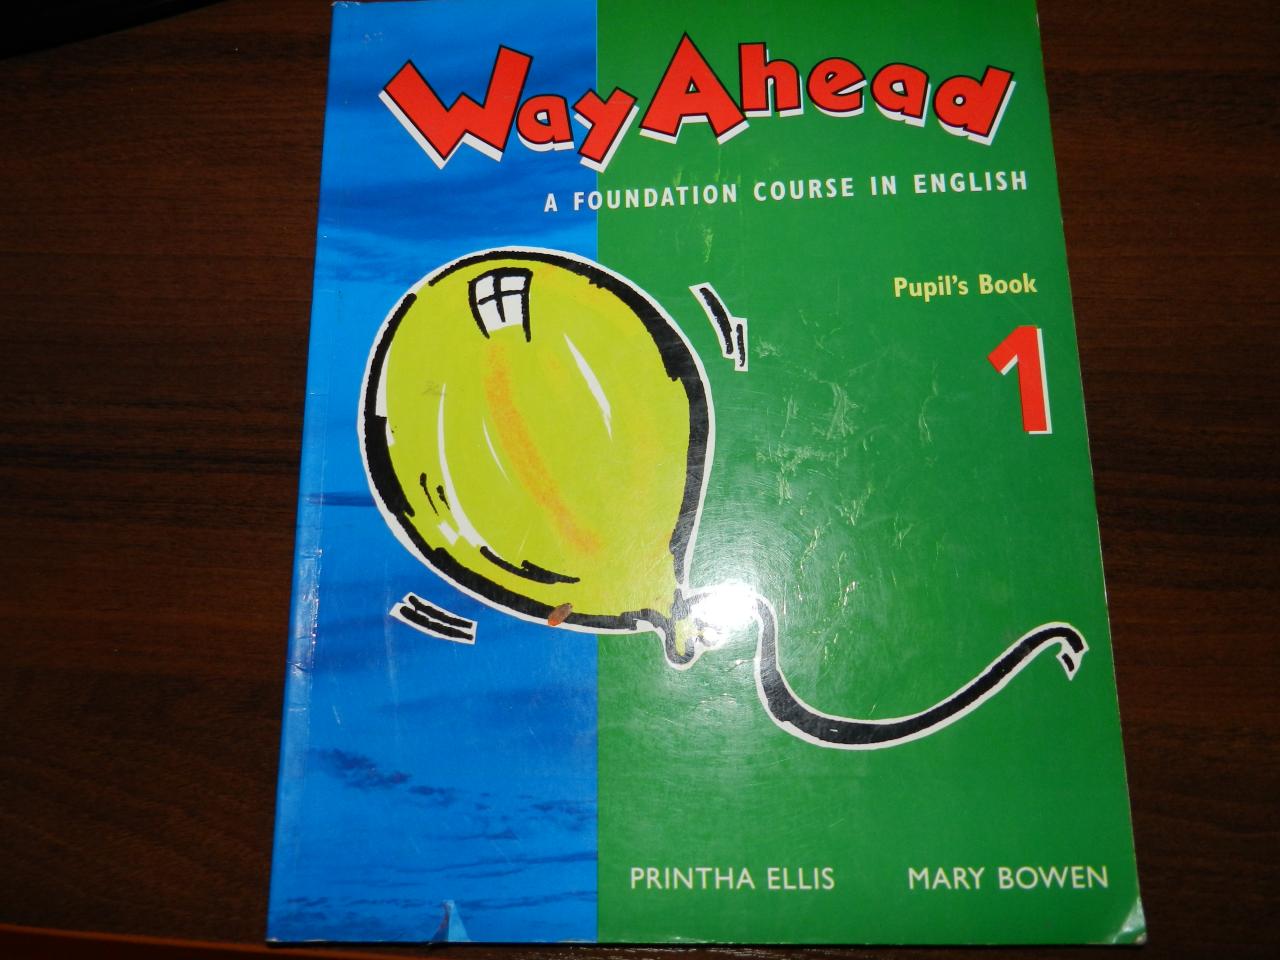 Way Ahead
A FOUNDATION COURSE IN ENGLISH
Pupil's Book
1
PRINTHA ELLIS MARY BOWEN